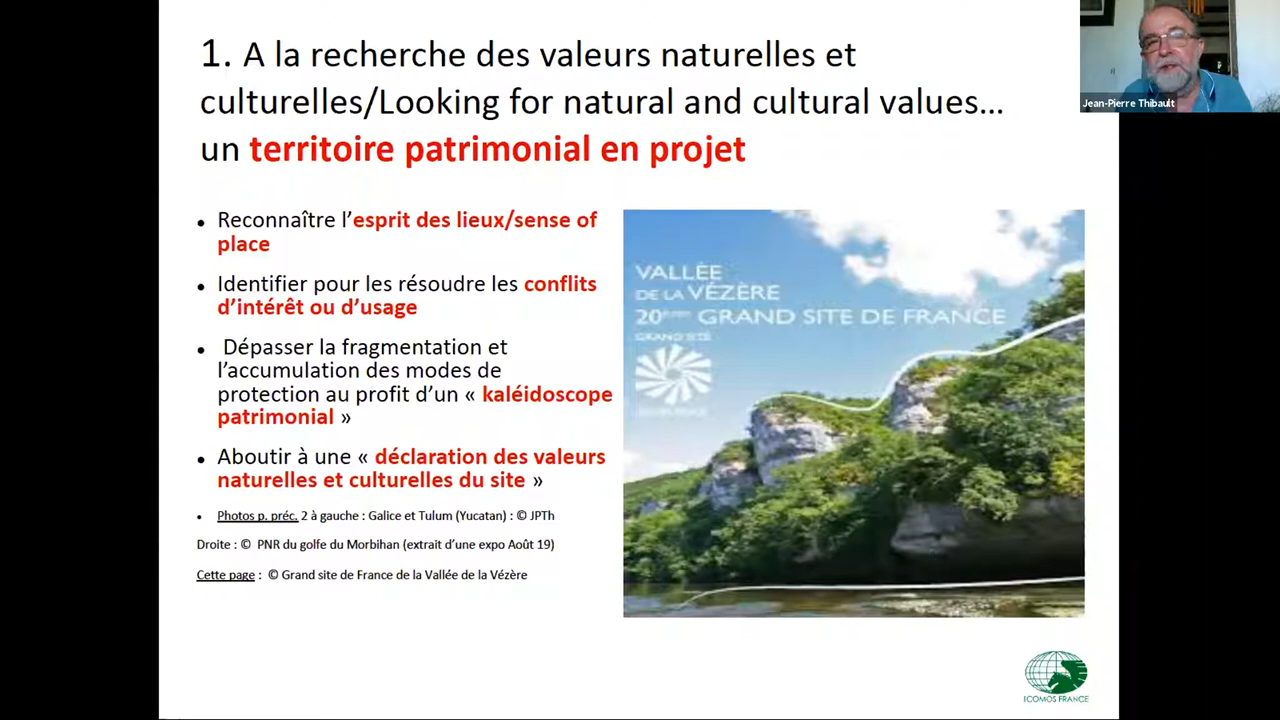 1. A la recherche des valeurs naturelles et
culturelles/Looking for natural and cultural values…
un territoire patrimonial en projet
Jean-Pierre Thibault
• Reconnaître l’esprit des lieux/sense of
place
• Identifier pour les résoudre les conflits
d’intérêt ou d’usage
• Dépasser la fragmentation et
l’accumulation des modes de
protection au profit d’un « kaléidoscope
patrimonial »
• Aboutir à une « déclaration des valeurs
naturelles et culturelles du site »
• Photos p. préc. 2 à gauche : Galice et Tulum (Yucatan) : © JPTh
Droite : © PNR du golfe du Morbihan (extrait d’une expo Août 19)
Cette page : © Grand site de France de la Vallée de la Vézère
VALLÉE
DE LA VÉZÈRE
20ème GRAND SITE DE FRANCE
GRAND SITE
ICOMOS FRANCE